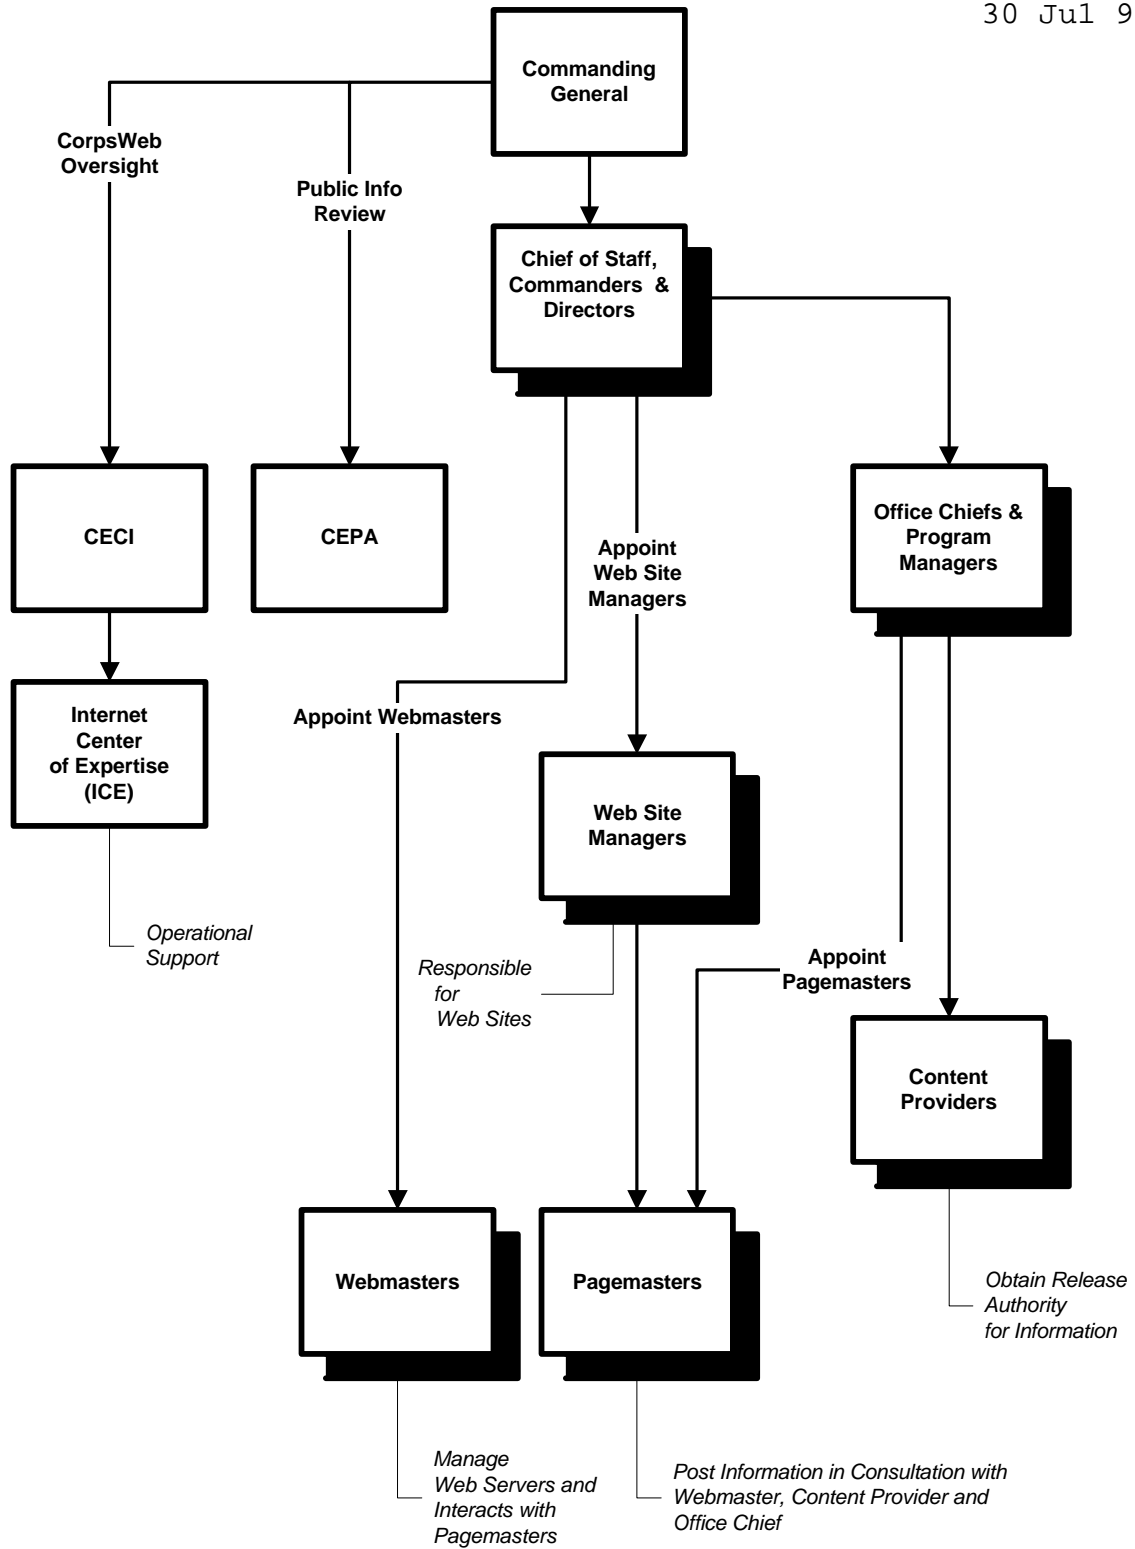 30 Jul 9
Commanding
General
CorpsWeb
Oversight
Public Info
Review
Chief of Staff,
Commanders &
Directors
CECI
CEPA
Appoint
Web Site
Managers
Office Chiefs &
Program
Managers
Internet
Center
of Expertise
(ICE)
Appoint Webmasters
Web Site
Managers
Operational
Support
Responsible
for
Web Sites
Appoint
Pagemasters
Content
Providers
Webmasters
Pagemasters
Obtain Release
Authority
for Information
Manage
Web Servers and
Interacts with
Pagemasters
Post Information in Consultation with
Webmaster, Content Provider and
Office Chief